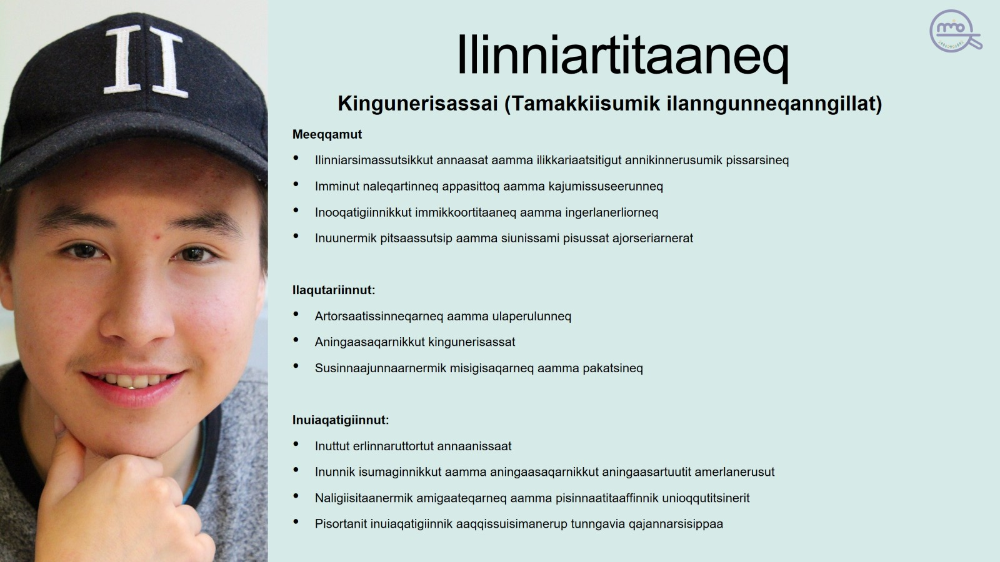 II
mio
Ilinniartitaaneq
Kingunerisassai (Tamakkiisumik ilanngunneqanngillat)
Meeqqamut
• Ilinniarsimassutsikkut annaasat aamma ilikkariaatsitigut annikinnerusumik pissarsineq
• Imminut naleqartinneq appasittoq aamma kajumissuseerunneq
• Inooqatigiinnikkut immikkoortitaaneq aamma ingerlanerliorneq
• Inuunermik pitsaassutsip aamma siunissami pisussat ajorseriarnerat
Ilaqutariinnut:
• Artorsaatissinneqarneq aamma ulaperulunneq
• Aningaasaqarnikkut kingunerisassat
• Susinnaajunnaarnermik misigisaqarneq aamma pakatsineq
Inuiaqatigiinnut:
• Inuttut erlinnaruttortut annaanissaat
• Inunnik isumaginnikkut aamma aningaasaqarnikkut aningaasartuutit amerlanerusut
• Naligiisitaanermik amigaateqarneq aamma pisinnaatitaaffinnik unioqqutitsinerit
• Pisortanit inuiaqatigiinnik aaqqissuisimanerup tunngavia qajannarsisippaa